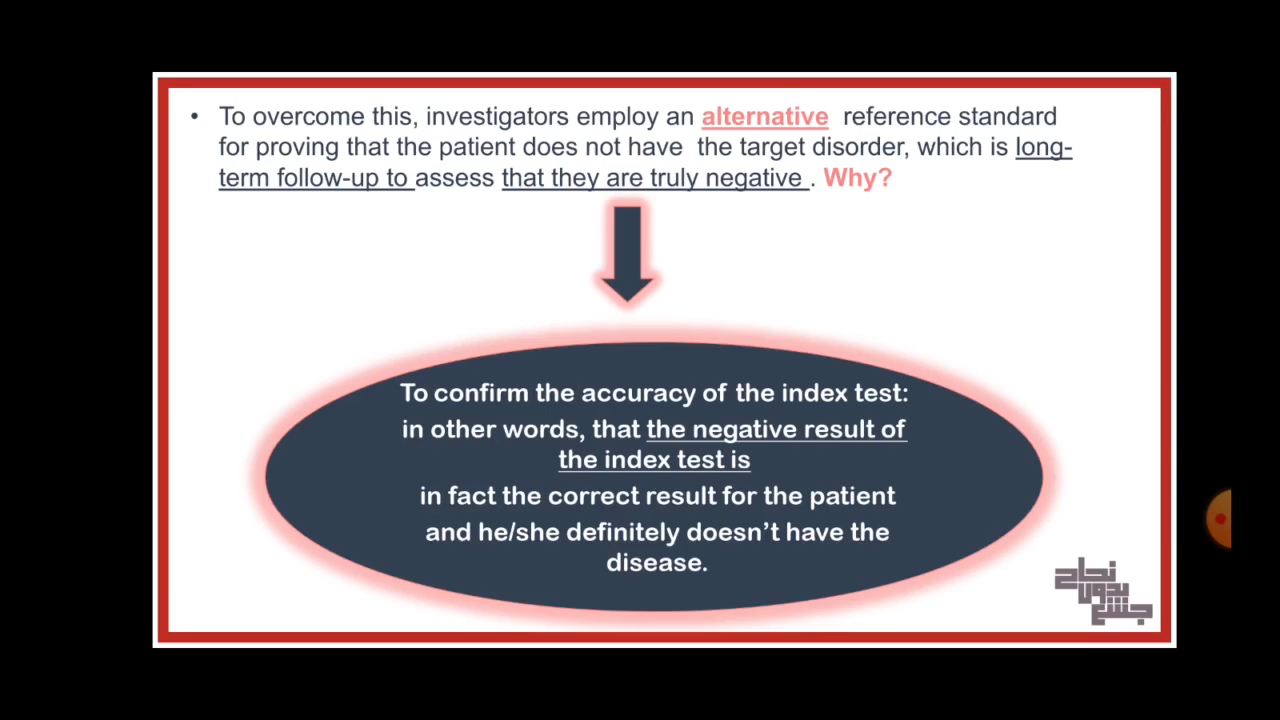 • To overcome this, investigators employ an alternative reference standard
for proving that the patient does not have the target disorder, which is long-
term follow-up to assess that they are truly negative . Why?
To confirm the accuracy of the index test:
in other words, that the negative result of
the index test is
in fact the correct result for the patient
and he/she definitely doesn't have the
disease.
نجاح
بدون
جشع